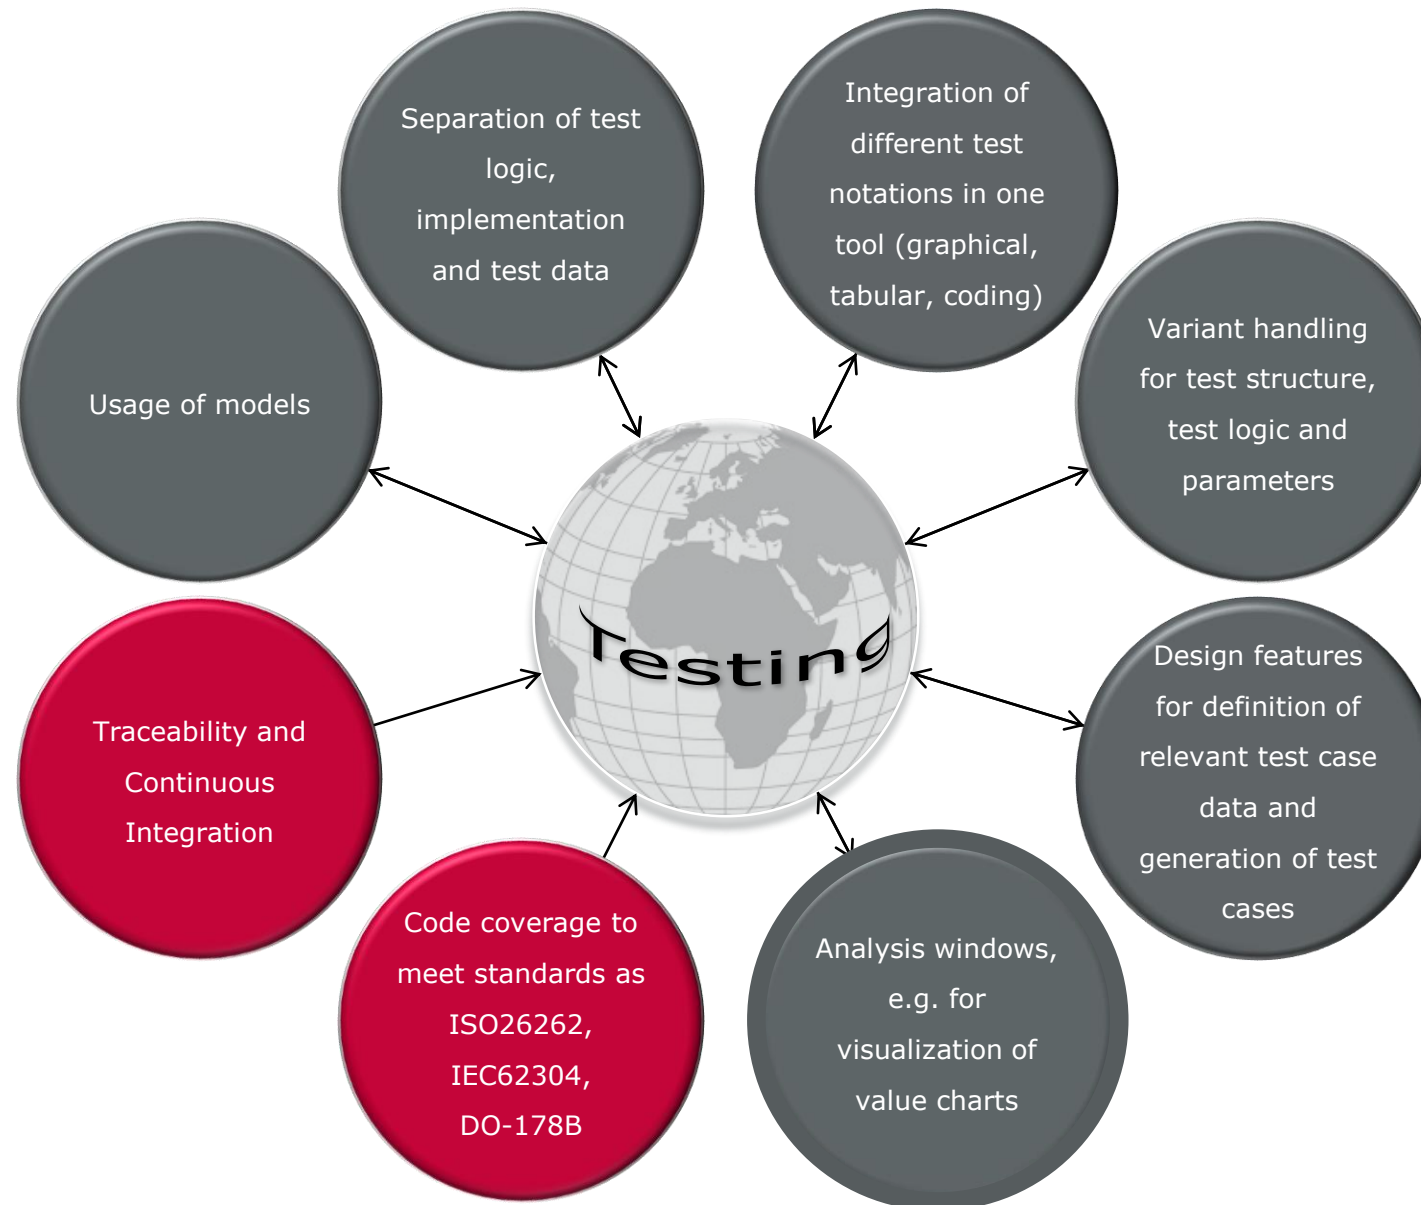 Separation of test
logic,
implementation
and test data
Integration of
different test
notations in one
tool (graphical,
tabular, coding)
Usage of models
Variant handling
for test structure,
test logic and
parameters
Testing
Traceability and
Continuous
Integration
Design features
for definition of
relevant test case
data and
generation of test
cases
Code coverage to
meet standards as
ISO26262,
IEC62304,
DO-178B
Analysis windows,
e.g. for
visualization of
value charts